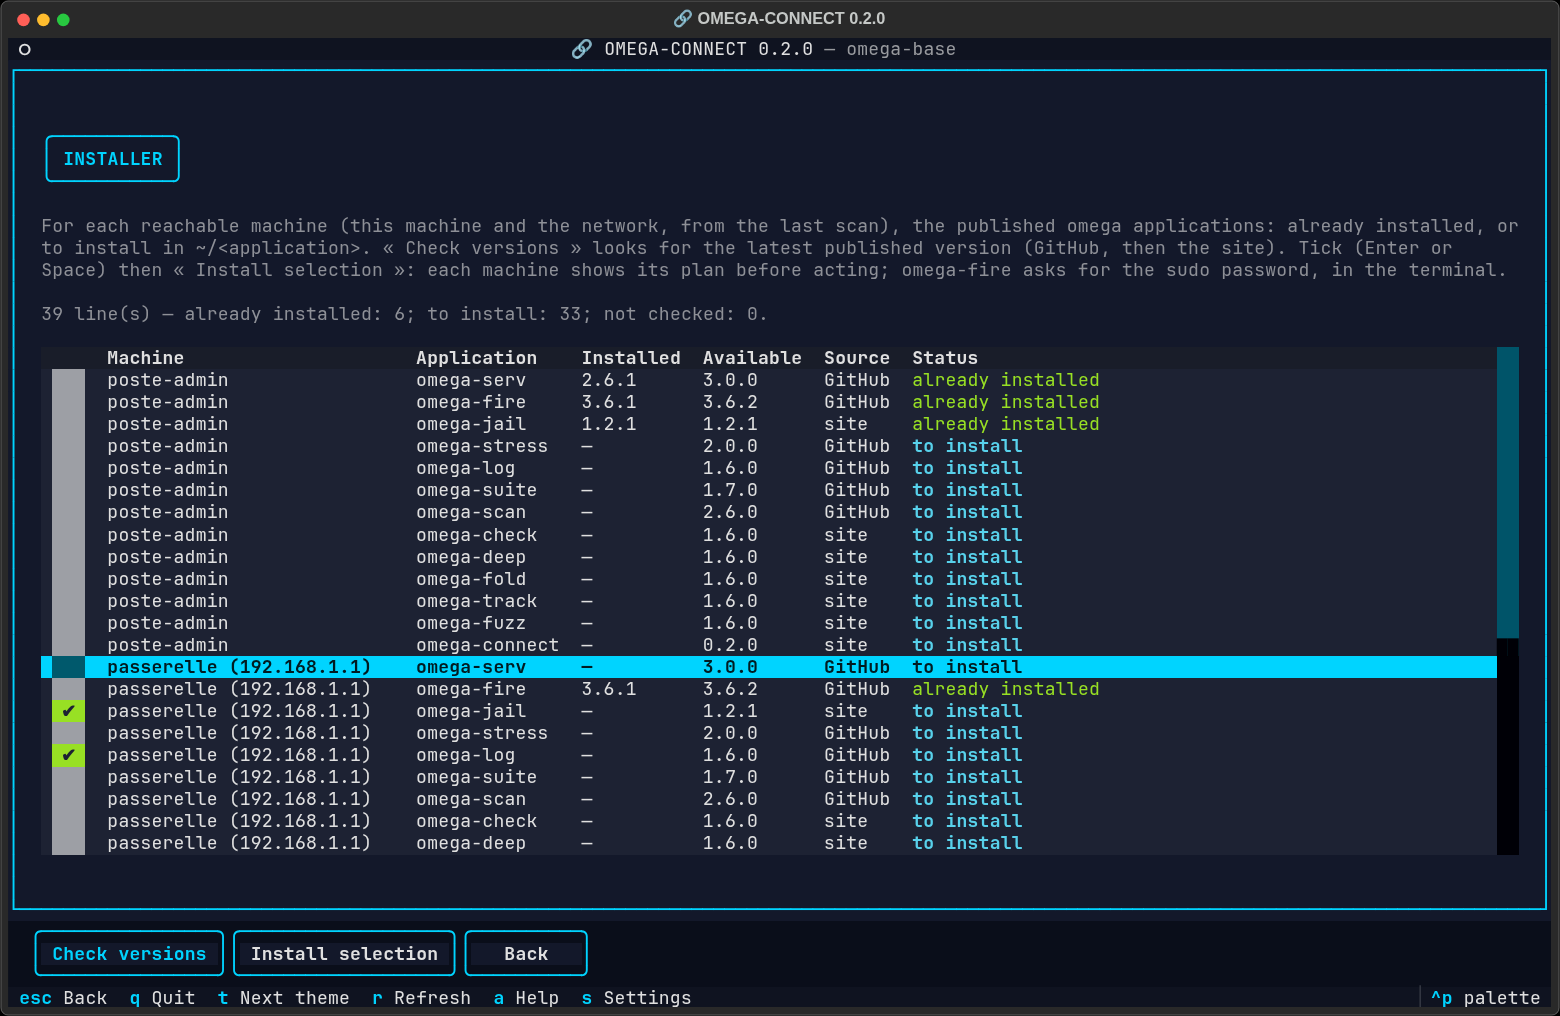 🔗 OMEGA-CONNECT 0.2.0
O 🔗 OMEGA-CONNECT 0.2.0 — omega-base
INSTALLER
For each reachable machine (this machine and the network, from the last scan), the published omega applications: already installed, or
to install in ~/<application>. « Check versions » looks for the latest published version (GitHub, then the site). Tick (Enter or
Space) then « Install selection »: each machine shows its plan before acting; omega-fire asks for the sudo password, in the terminal.
39 line(s) — already installed: 6; to install: 33; not checked: 0.
Machine Application Installed Available Source Status
poste-admin omega-serv 2.6.1 3.0.0 GitHub already installed
poste-admin omega-fire 3.6.1 3.6.2 GitHub already installed
poste-admin omega-jail 1.2.1 1.2.1 site already installed
poste-admin omega-stress — 2.0.0 GitHub to install
poste-admin omega-log — 1.6.0 GitHub to install
poste-admin omega-suite — 1.7.0 GitHub to install
poste-admin omega-scan — 2.6.0 GitHub to install
poste-admin omega-check — 1.6.0 site to install
poste-admin omega-deep — 1.6.0 site to install
poste-admin omega-fold — 1.6.0 site to install
poste-admin omega-track — 1.6.0 site to install
poste-admin omega-fuzz — 1.6.0 site to install
poste-admin omega-connect — 0.2.0 site to install
passerelle (192.168.1.1) omega-serv — 3.0.0 GitHub to install
passerelle (192.168.1.1) omega-fire 3.6.1 3.6.2 GitHub already installed
✔ passerelle (192.168.1.1) omega-jail — 1.2.1 site to install
passerelle (192.168.1.1) omega-stress — 2.0.0 GitHub to install
✔ passerelle (192.168.1.1) omega-log — 1.6.0 GitHub to install
passerelle (192.168.1.1) omega-suite — 1.7.0 GitHub to install
passerelle (192.168.1.1) omega-scan — 2.6.0 GitHub to install
passerelle (192.168.1.1) omega-check — 1.6.0 site to install
passerelle (192.168.1.1) omega-deep — 1.6.0 site to install
Check versions Install selection Back
esc Back q Quit t Next theme r Refresh a Help s Settings ^p palette